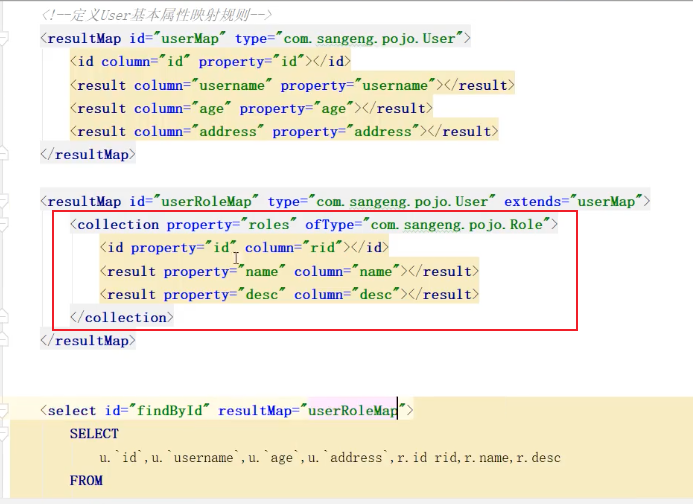 <!--定义User基本属性映射规则-->
<resultMap id="userMap" type="com.sangeng.pojo.User">
<id column="id" property="id"></id>
<result column="username" property="username"></result>
<result column="age" property="age"></result>
<result column="address" property="address"></result>
</resultMap>
<resultMap id="userRoleMap" type="com.sangeng.pojo.User" extends="userMap">
<collection property="roles" ofType="com.sangeng.pojo.Role">
<id property="id" column="rid"></id>
<result property="name" column="name"></result>
<result property="desc" column="desc"></result>
</collection>
</resultMap>
<select id="findById" resultMap="userRoleMap">
SELECT
u.`id`,u.`username`,u.`age`,u.`address`,r.id rid,r.name,r.desc
FROM